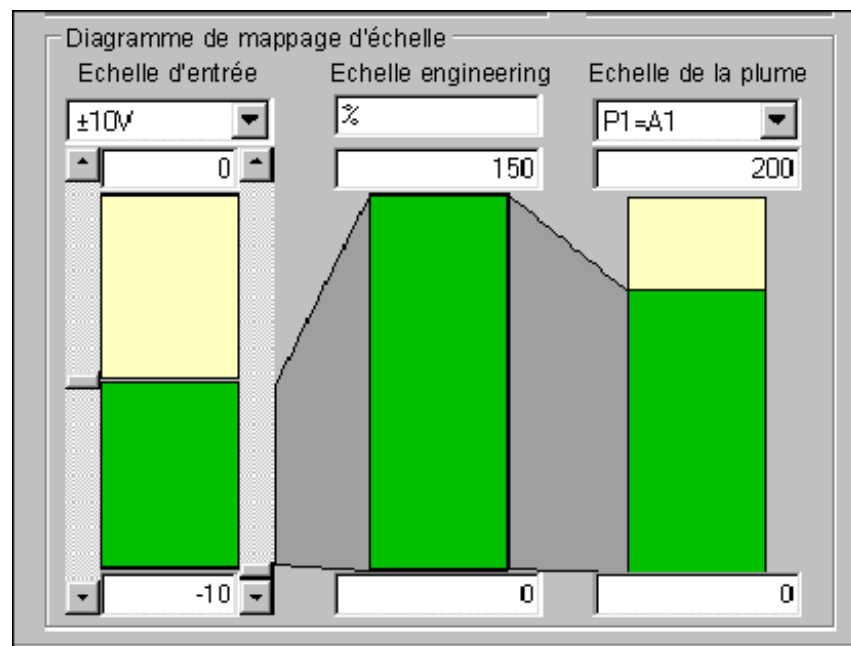 Diagramme de mappage d'échelle
Echelle d'entrée Echelle engineering Echelle de la plume
±10V % P1=A1
0 150 200
-10 0 0